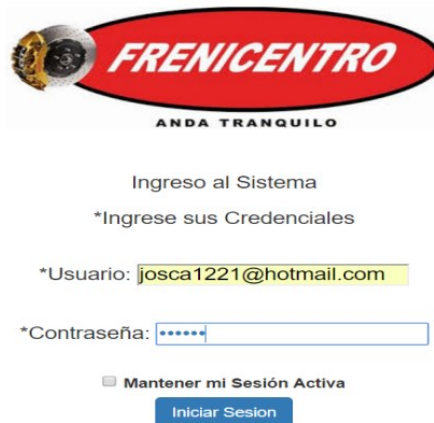 FRENICENTRO
ANDA TRANQUILO
Ingreso al Sistema
*Ingrese sus Credenciales
*Usuario: josca1221@hotmail.com
*Contraseña: ••••••
Mantener mi Sesión Activa
Iniciar Sesion